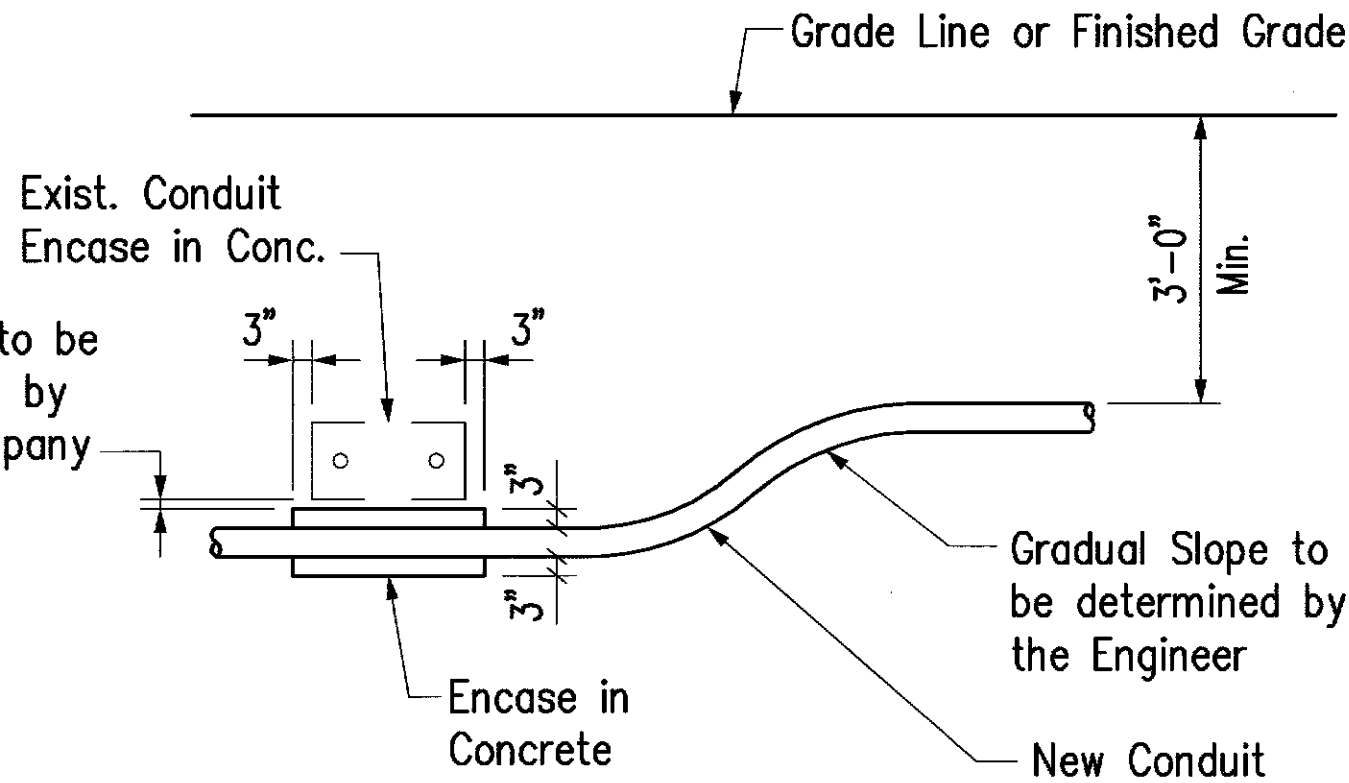 Grade Line or Finished Grade
Exist. Conduit
Encase in Conc.
3'-0"
Min.
3"
3"
to be
by
pany
3"
3"
Gradual Slope to
be determined by
the Engineer
Encase in
Concrete
New Conduit